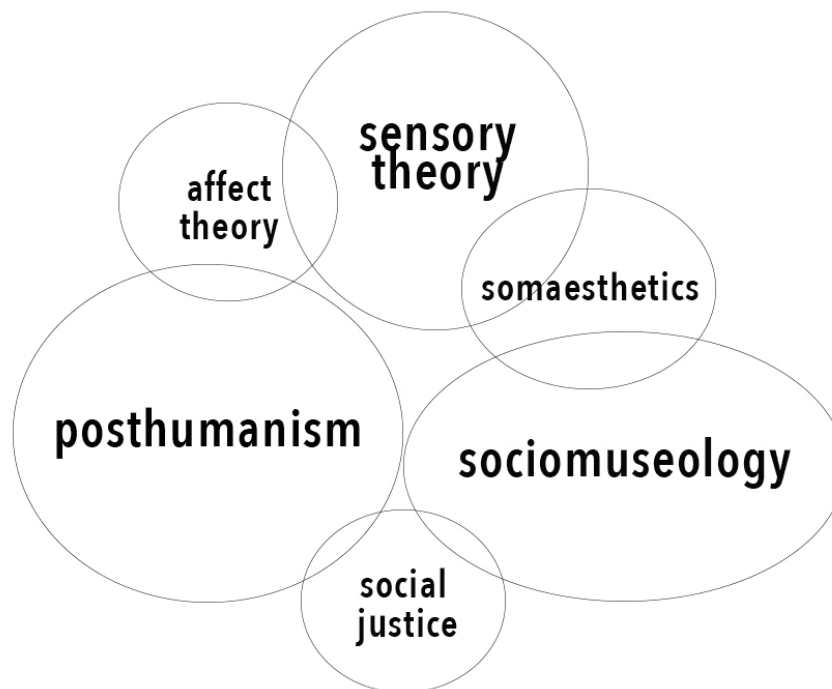 sensory
theory
affect
theory
somaesthetics
posthumanism
sociomuseology
social
justice